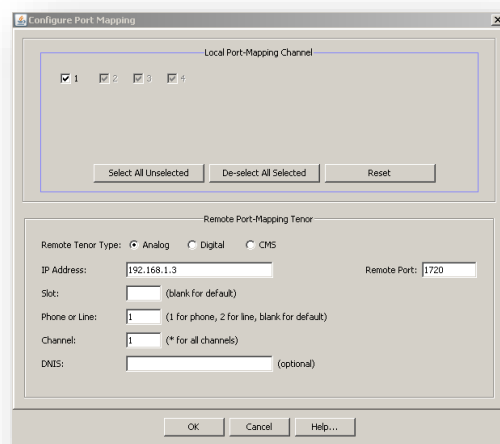 Configure Port Mapping
Local Port-Mapping Channel
1 2 3 4
Select All Unselected De-select All Selected Reset
Remote Port-Mapping Tenor
Remote Tenor Type: Analog Digital CMS
IP Address: 192.168.1.3 Remote Port: 1720
Slot: (blank for default)
Phone or Line: 1 (1 for phone, 2 for line, blank for default)
Channel: 1 (* for all channels)
DNIS: (optional)
OK Cancel Help...